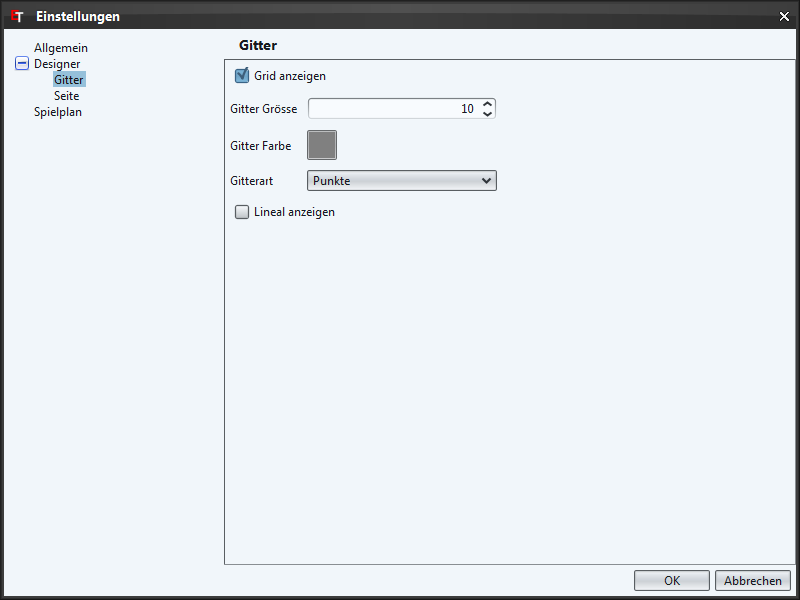 ET Einstellungen
Allgemein
Designer
Gitter
Seite
Spielplan
Gitter
Grid anzeigen
Gitter Grösse 10
Gitter Farbe
Gitterart Punkte
Lineal anzeigen
OK Abbrechen